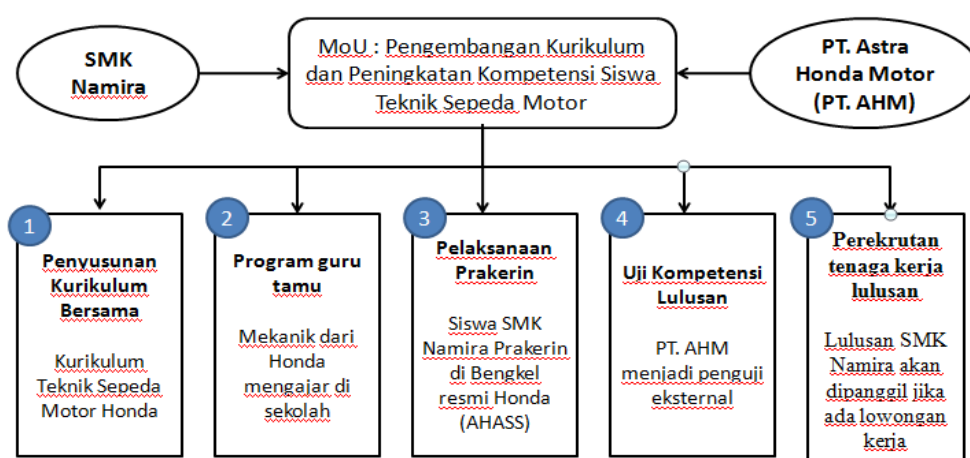 SMK
Namira
MoU : Pengembangan Kurikulum
dan Peningkatan Kompetensi Siswa
Teknik Sepeda Motor
PT. Astra
Honda Motor
(PT. AHM)
1
Penyusunan
Kurikulum
Bersama
Kurikulum
Teknik Sepeda
Motor Honda
2
Program guru
tamu
Mekanik dari
Honda
mengajar di
sekolah
3
Pelaksanaan
Prakerin
Siswa SMK
Namira Prakerin
di Bengkel
resmi Honda
(AHASS)
4
Uji Kompetensi
Lulusan
PT. AHM
menjadi penguji
eksternal
5
Perekrutan
tenaga kerja
lulusan
Lulusan SMK
Namira akan
dipanggil jika
ada lowongan
kerja